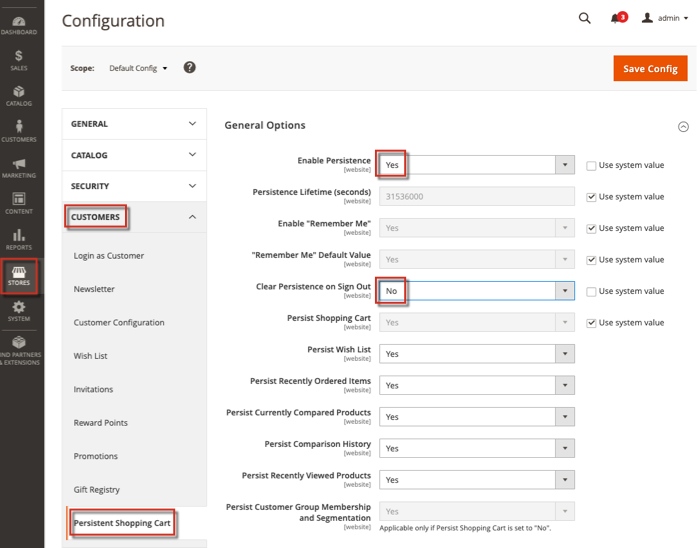 Configuration
3
admin
DASHBOARD
SALES
CATALOG
CUSTOMERS
MARKETING
CONTENT
REPORTS
STORES
SYSTEM
PARTNERS
& EXTENSIONS
Scope: Default Config ?
Save Config
GENERAL
CATALOG
SECURITY
CUSTOMERS
Login as Customer
Newsletter
Customer Configuration
Wish List
Invitations
Reward Points
Promotions
Gift Registry
Persistent Shopping Cart
General Options
Enable Persistence Yes Use system value
[website]
Persistence Lifetime (seconds) 31536000 Use system value
[website]
Enable "Remember Me" Yes Use system value
[website]
"Remember Me" Default Value Yes Use system value
[website]
Clear Persistence on Sign Out No Use system value
[website]
Persist Shopping Cart Yes Use system value
[website]
Persist Wish List Yes
[website]
Persist Recently Ordered Items Yes
[website]
Persist Currently Compared Products Yes
[website]
Persist Comparison History Yes
[website]
Persist Recently Viewed Products Yes
[website]
Persist Customer Group Membership Yes
and Segmentation
[website]
Applicable only if Persist Shopping Cart is set to "No".